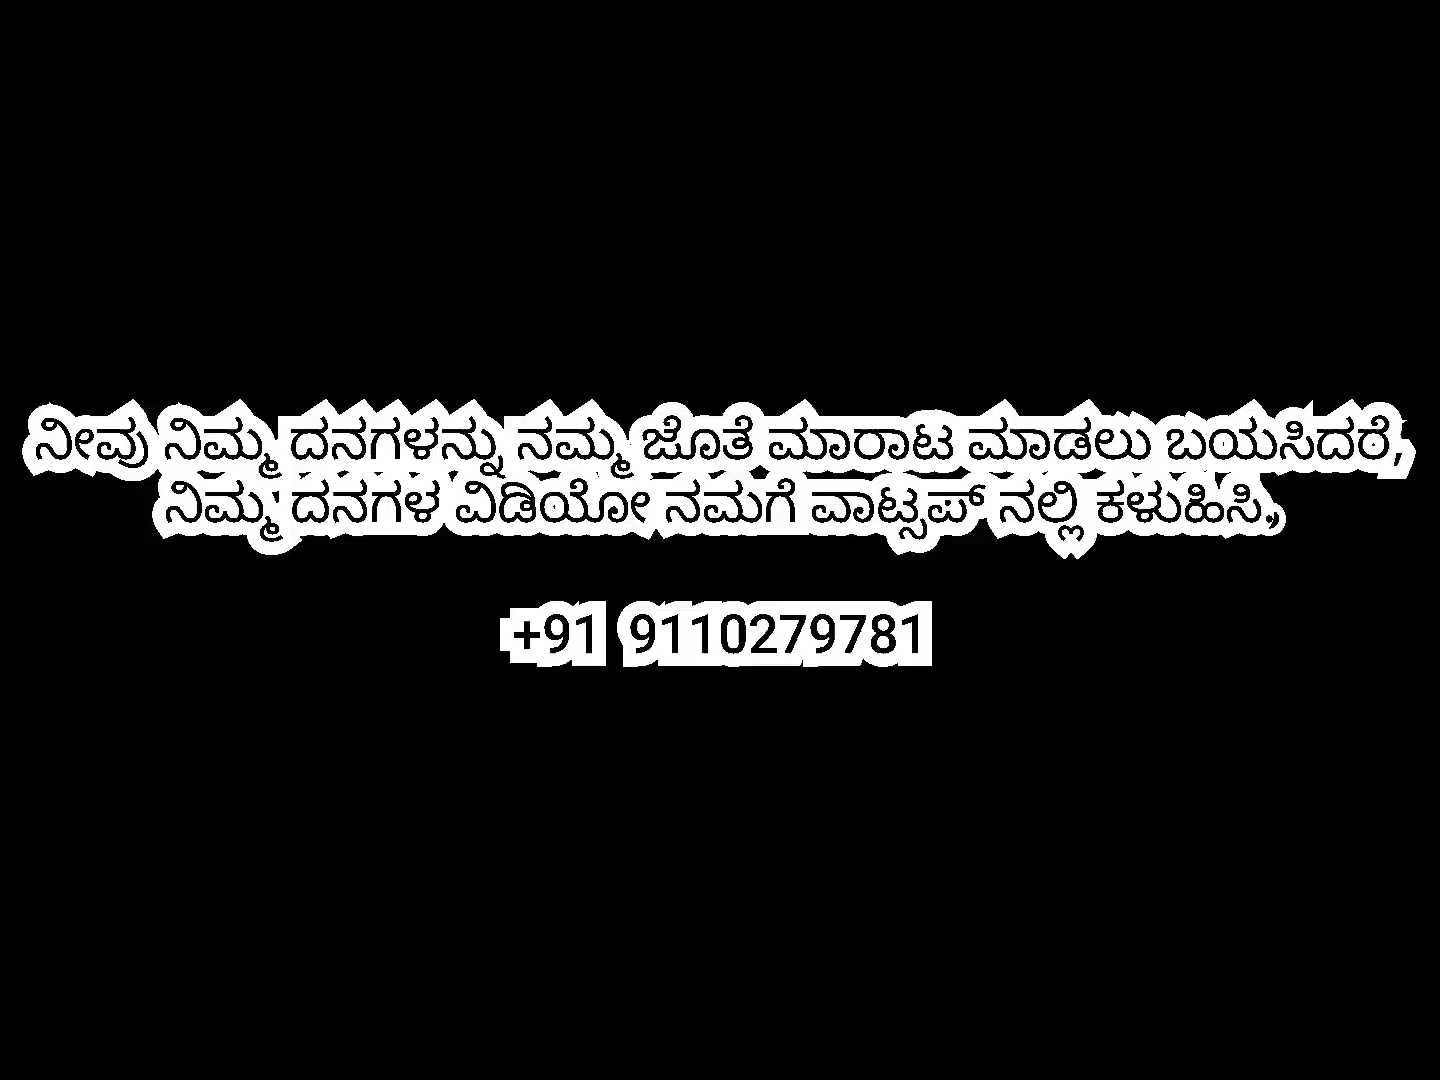 ನೀವು ನಿಮ್ಮ ದನಗಳನ್ನು ನಮ್ಮ ಜೊತೆ ಮಾರಾಟ ಮಾಡಲು ಬಯಸಿದರೆ,
ನಿಮ್ಮ ದನಗಳ ವಿಡಿಯೋ ನಮಗೆ ವಾಟ್ಸಪ್ ನಲ್ಲಿ ಕಳುಹಿಸಿ,
+91 9110279781